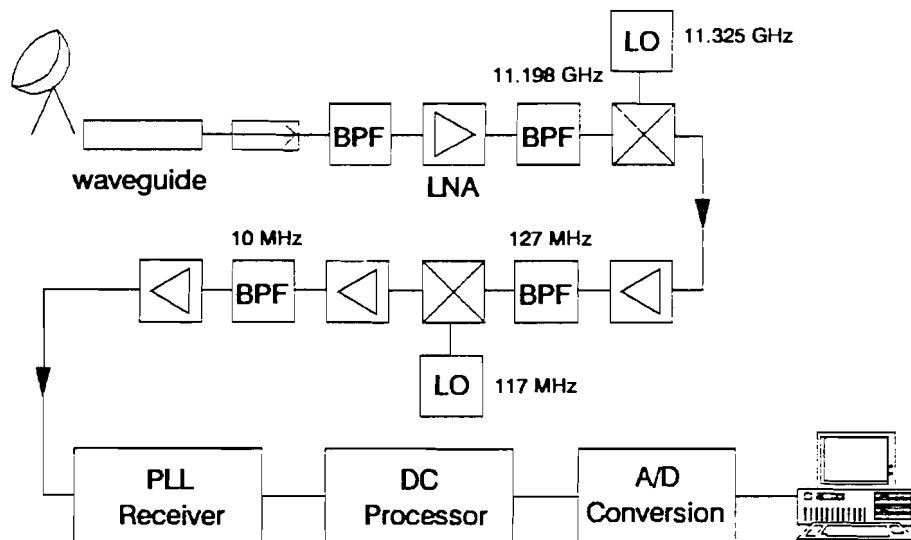 LO
11.325 GHz
11.198 GHz
BPF
LNA
BPF
waveguide
10 MHz
127 MHz
BPF
BPF
LO
117 MHz
PLL
Receiver
DC
Processor
A/D
Conversion